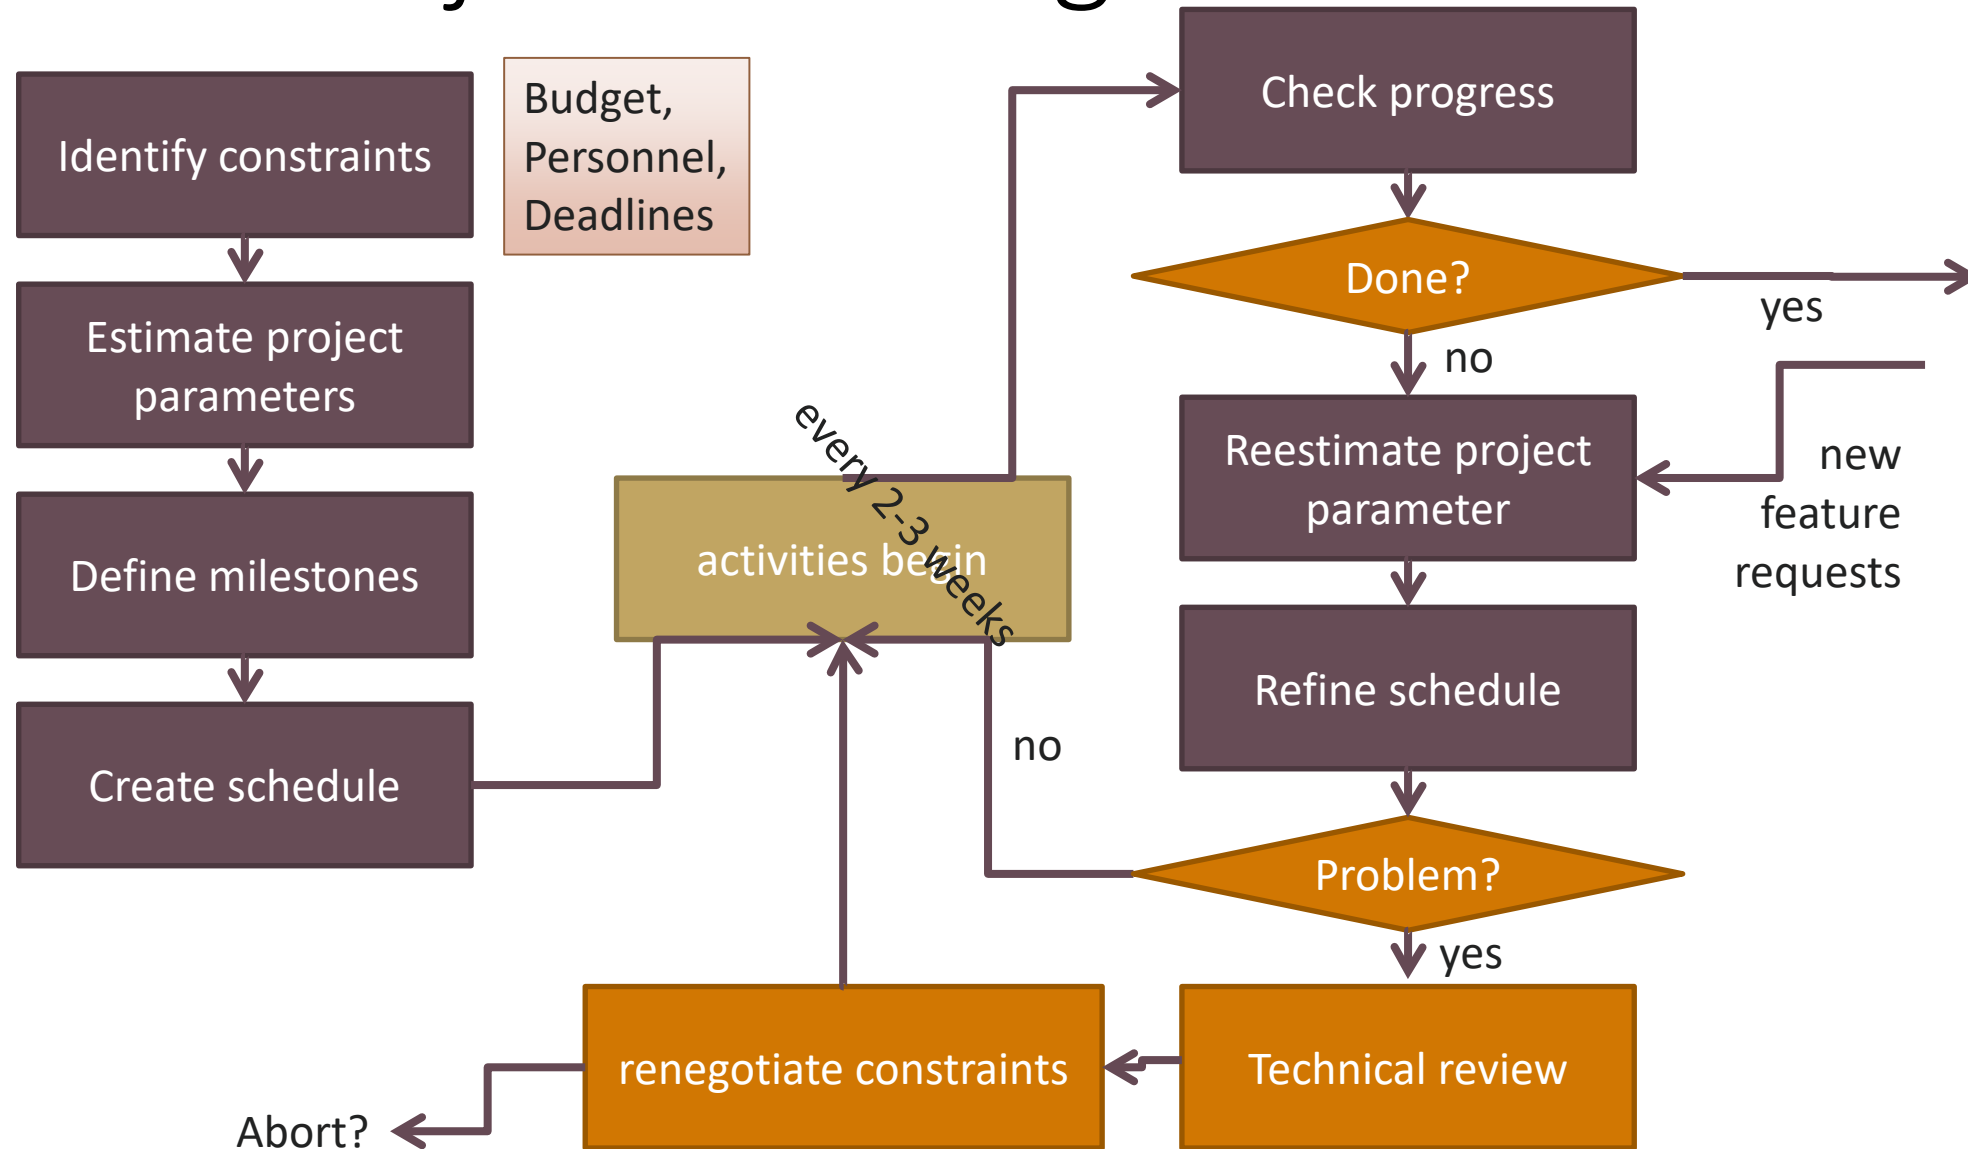 Identify constraints
Budget,
Personnel,
Deadlines
Estimate project
parameters
Define milestones
Create schedule
every 2-3 weeks
activities begin
Check progress
Done?
yes
no
new
feature
requests
Reestimate project
parameter
Refine schedule
no
Problem?
yes
Technical review
renegotiate constraints
Abort?